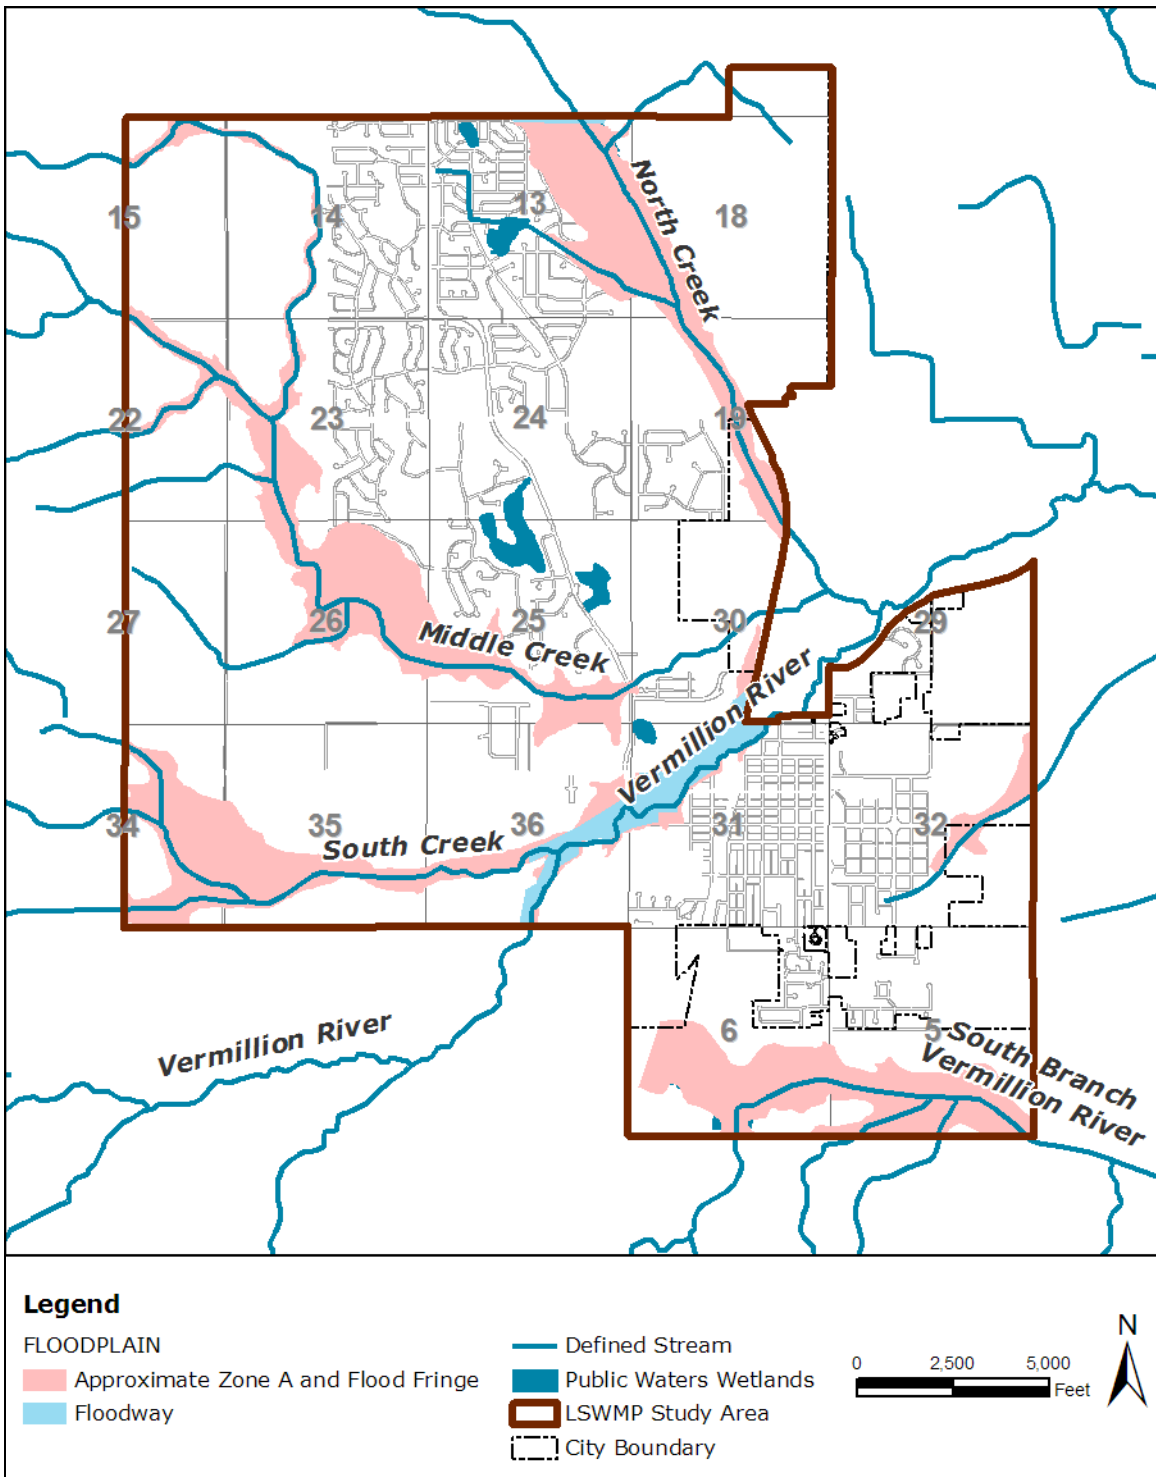 15
14
13
18
North Creek
22
23
24
19
27
26
25
30
29
Middle Creek
Vermillion River
34
35
36
31
32
South Creek
6
5
South Branch
Vermillion River
Vermillion River
Legend
FLOODPLAIN
Approximate Zone A and Flood Fringe
Floodway
Defined Stream
Public Waters Wetlands
LSWMP Study Area
City Boundary
0 2,500 5,000
Feet
N